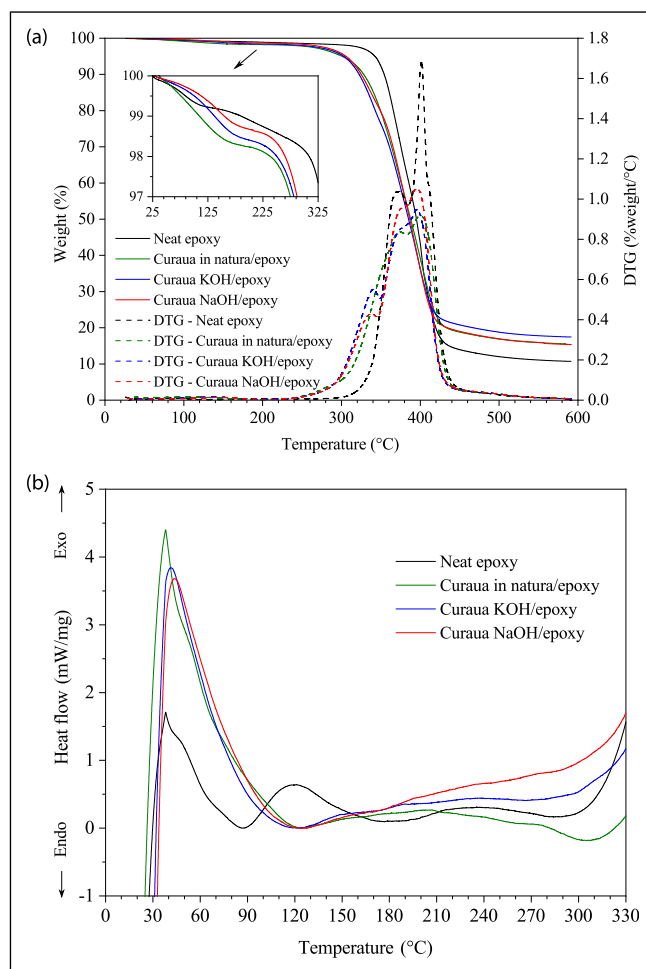 (a)
100
90
80
70
60
50
40
30
20
10
0
Weight (%)
1.8
1.6
1.4
1.2
1.0
0.8
0.6
0.4
0.2
0.0
DTG (%weight/°C)
100
99
98
97
25 125 225 325
Neat epoxy
Curaua in natura/epoxy
Curaua KOH/epoxy
Curaua NaOH/epoxy
DTG - Neat epoxy
DTG - Curaua in natura/epoxy
DTG - Curaua KOH/epoxy
DTG - Curaua NaOH/epoxy
0 100 200 300 400 500 600
Temperature (°C)
(b)
5
4
3
2
1
0
-1
Exo
Heat flow (mW/mg)
Endo
Neat epoxy
Curaua in natura/epoxy
Curaua KOH/epoxy
Curaua NaOH/epoxy
0 30 60 90 120 150 180 210 240 270 300 330
Temperature (°C)